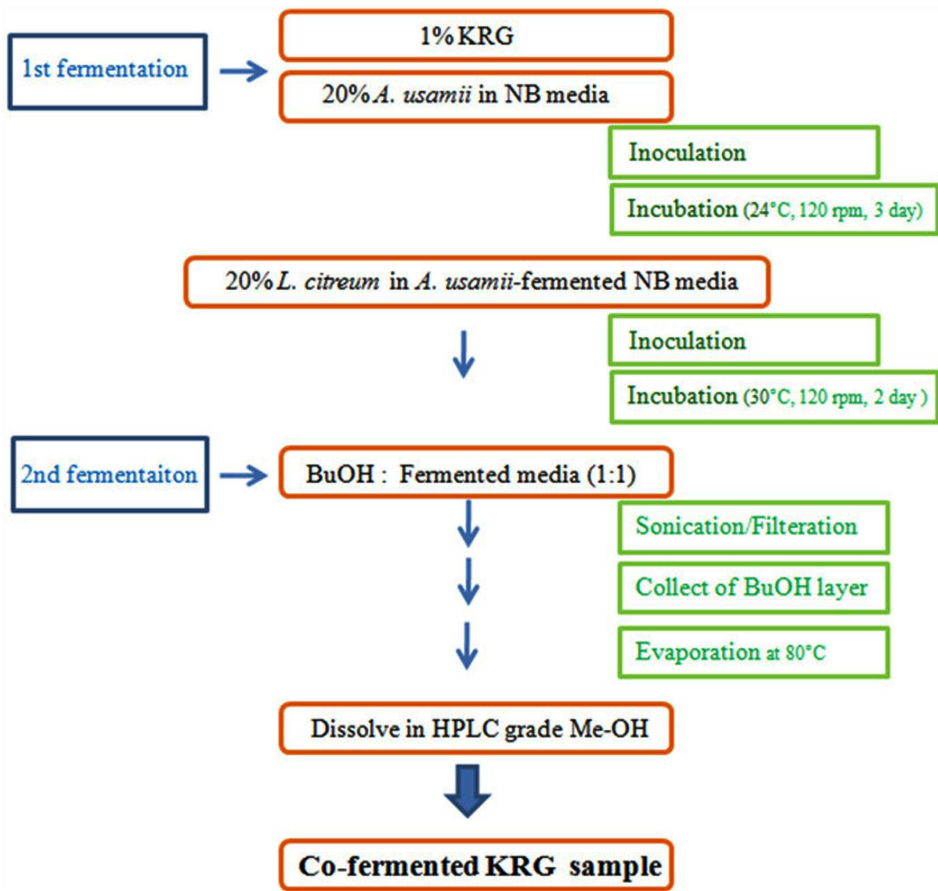 1% KRG
1st fermentation
20% A. usamii in NB media
Inoculation
Incubation (24°C, 120 rpm, 3 day)
20% L. citreum in A. usamii-fermented NB media
Inoculation
Incubation (30°C, 120 rpm, 2 day )
2nd fermentaiton
BuOH : Fermented media (1:1)
Sonication/Filteration
Collect of BuOH layer
Evaporation at 80°C
Dissolve in HPLC grade Me-OH
Co-fermented KRG sample